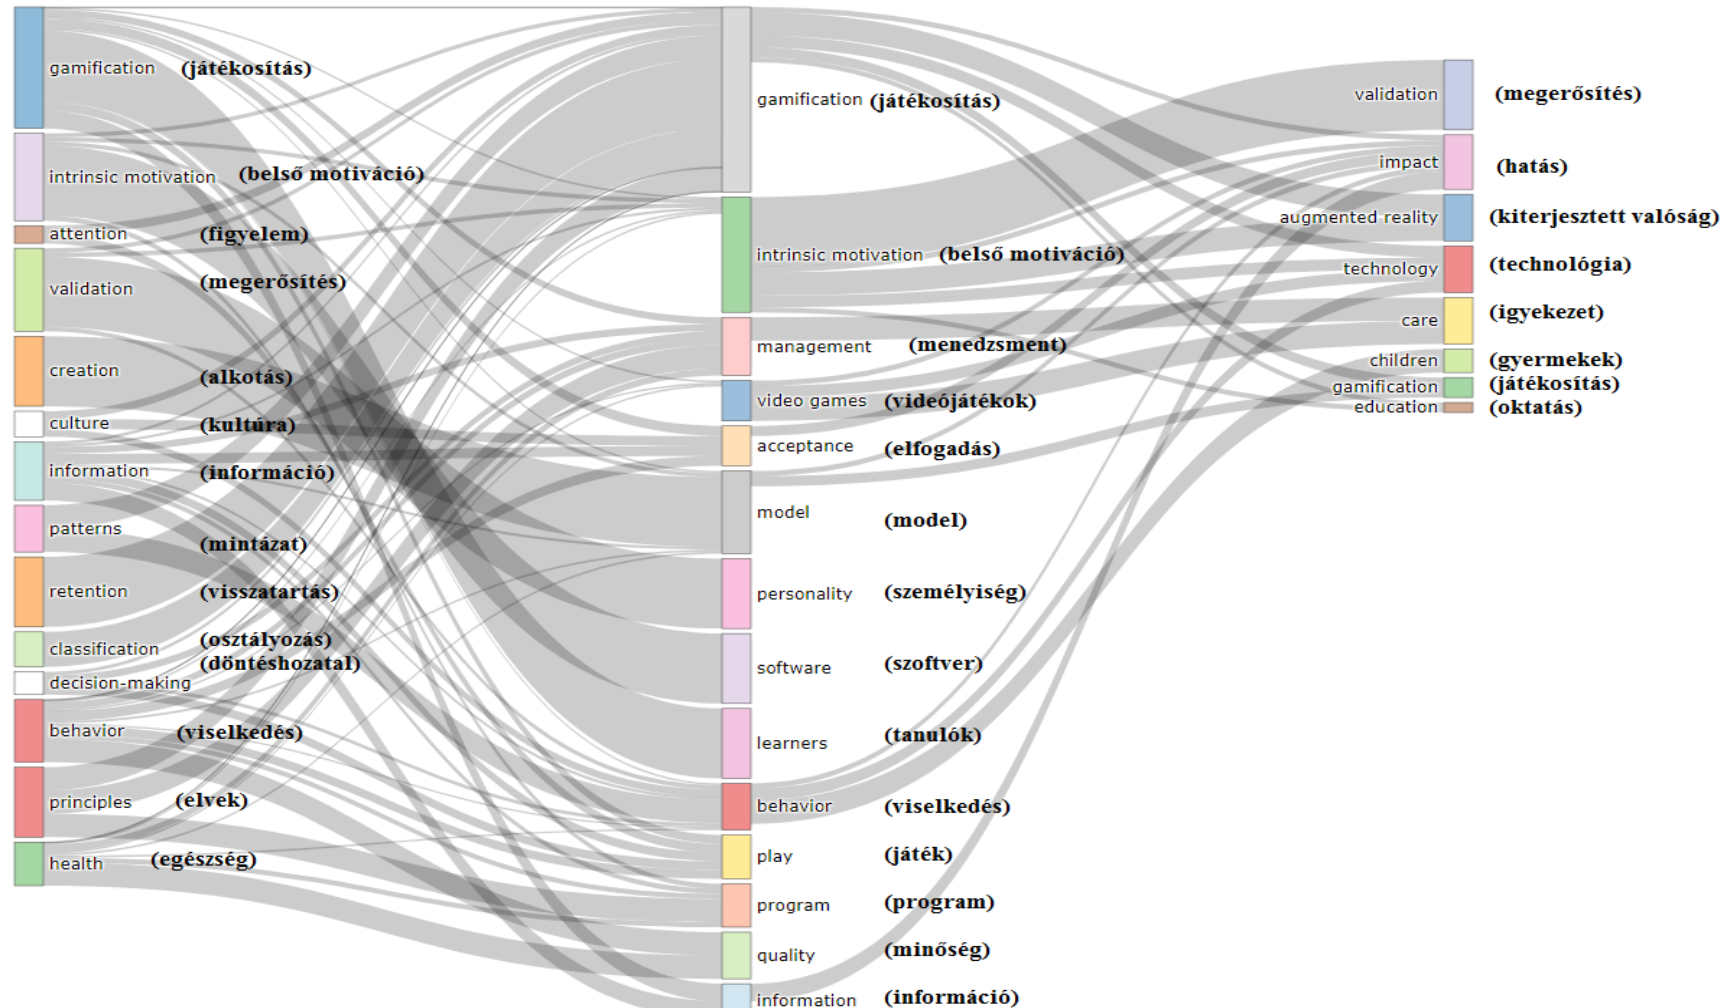 gamification (játékosítás)
intrinsic motivation (belső motiváció)
attention (figyelem)
validation (megerősítés)
creation (alkotás)
culture (kultúra)
information (információ)
patterns (mintázat)
retention (visszatartás)
classification (osztályozás)
decision-making (döntéshozatal)
behavior (viselkedés)
principles (elvek)
health (egészség)
gamification (játékosítás)
intrinsic motivation (belső motiváció)
management (menedzsment)
video games (videójátékok)
acceptance (elfogadás)
model (model)
personality (személyiség)
software (szoftver)
learners (tanulók)
behavior (viselkedés)
play (játék)
program (program)
quality (minőség)
information (információ)
validation (megerősítés)
impact (hatás)
augmented reality (kiterjesztett valóság)
technology (technológia)
care (igyekezet)
children (gyermekek)
gamification (játékosítás)
education (oktatás)